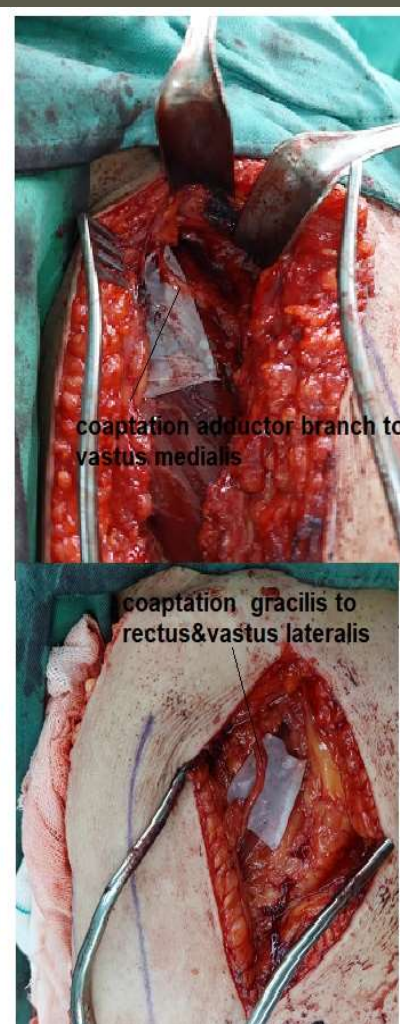 coaptation adductor branch to
vastus medialis
coaptation gracilis to
rectus&vastus lateralis